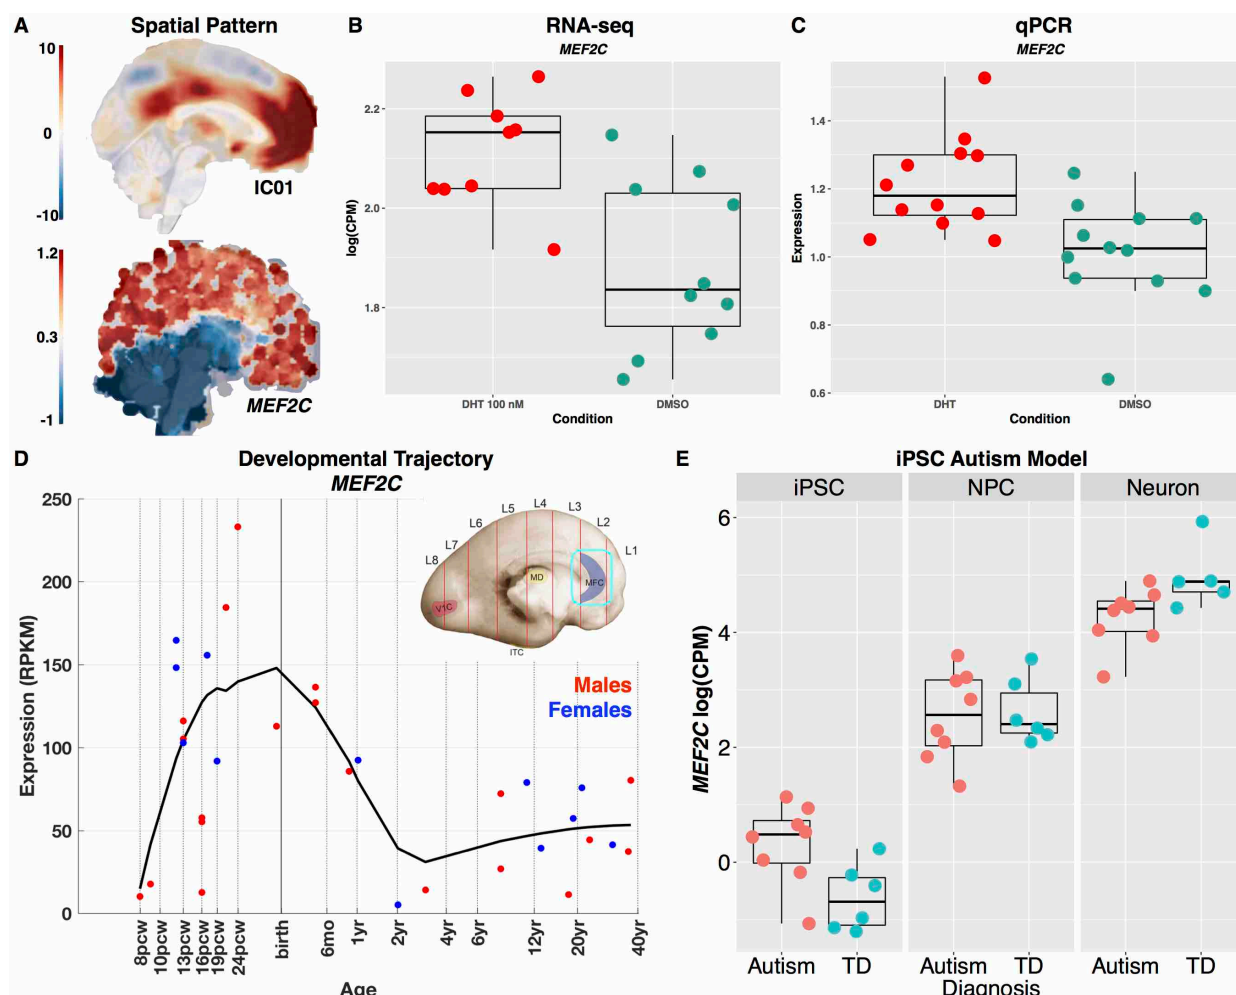 A
Spatial Pattern
10
0
-10
IC01
1.2
0.3
-1
MEF2C
B
RNA-seq
MEF2C
log(CPM)
2.2
2.0
1.8
DHT 100 nM
DMSO
Condition
C
qPCR
MEF2C
Expression
1.4
1.2
1.0
0.8
0.6
DHT
DMSO
Condition
D
Developmental Trajectory
MEF2C
Expression (RPKM)
250
200
150
100
50
0
L8
L7
L6
L5
L4
L3
L2
L1
MD
MFC
V1C
ITC
Males
Females
8pcw
10pcw
13pcw
16pcw
19pcw
24pcw
birth
6mo
1yr
2yr
4yr
6yr
12yr
20yr
40yr
Age
E
iPSC Autism Model
iPSC
NPC
Neuron
MEF2C log(CPM)
6
4
2
0
Autism
TD
Autism
TD
Autism
TD
Diagnosis